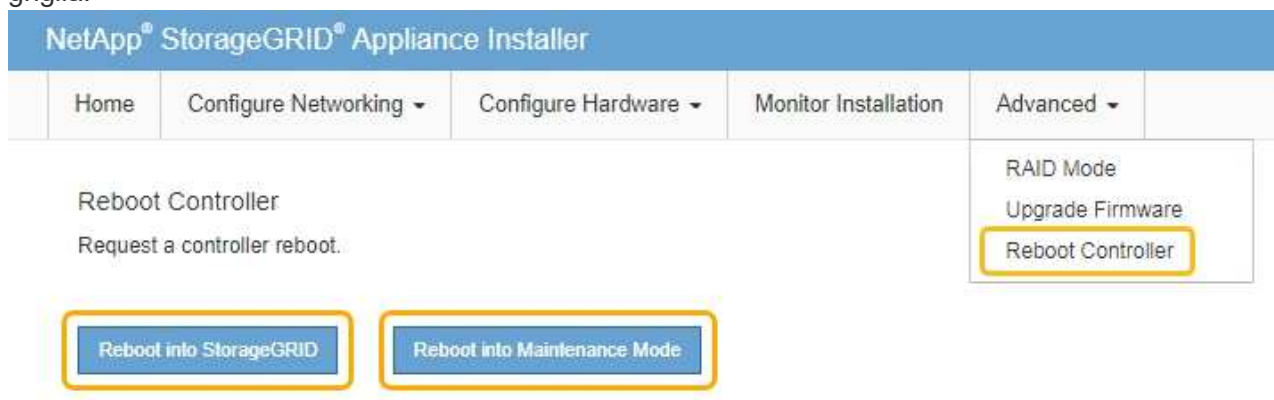 griglia.
NetApp® StorageGRID® Appliance Installer
Home
Configure Networking
Configure Hardware
Monitor Installation
Advanced
RAID Mode
Upgrade Firmware
Reboot Controller
Reboot Controller
Request a controller reboot.
Reboot into StorageGRID
Reboot into Maintenance Mode